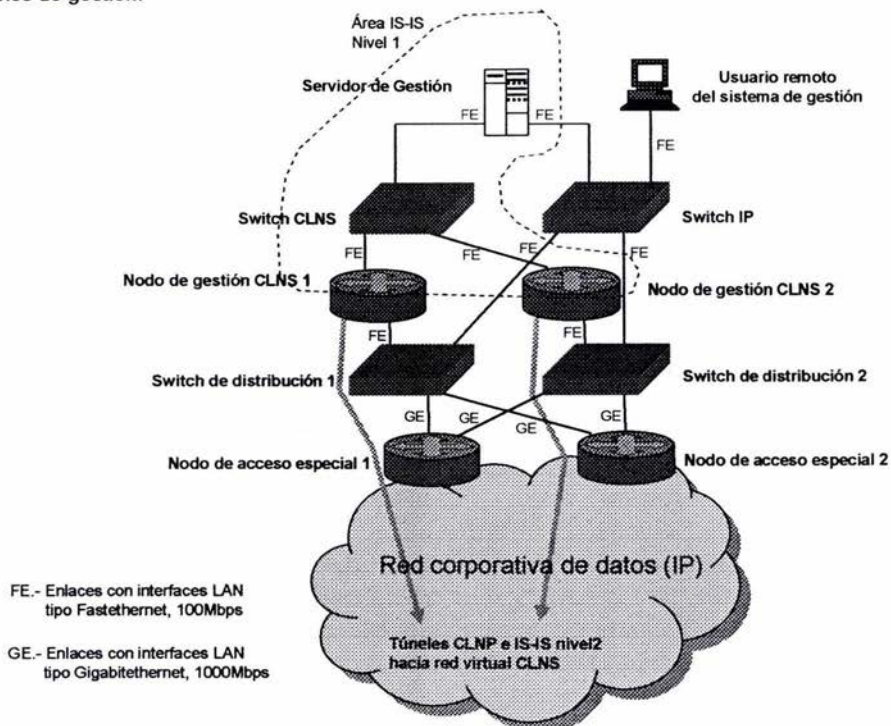 de gestión.
Área IS-IS
Nivel 1
Servidor de Gestión
Usuario remoto
del sistema de gestión
FE
FE
FE
Switch CLNS
Switch IP
FE
FE
FE
FE
Nodo de gestión CLNS 1
Nodo de gestión CLNS 2
FE
FE
Switch de distribución 1
Switch de distribución 2
GE
GE
GE
GE
Nodo de acceso especial 1
Nodo de acceso especial 2
Red corporativa de datos (IP)
FE.- Enlaces con interfaces LAN
tipo Fastethernet, 100Mbps
GE.- Enlaces con interfaces LAN
tipo Gigabitethernet, 1000Mbps
Túneles CLNP e IS-IS nivel2
hacia red virtual CLNS